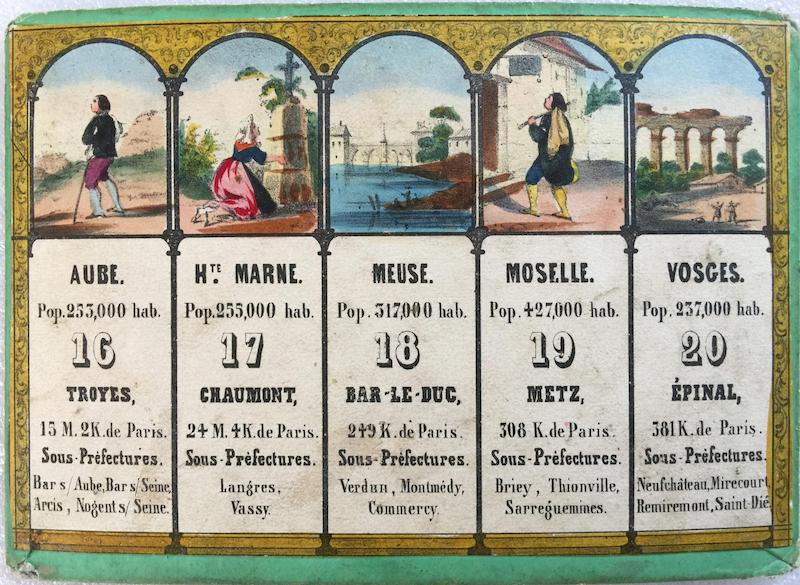 AUBE.
Pop. 253,000 hab.
16
TROYES,
15 M. 2K. de Paris.
Sous-Préfectures.
Bar s/ Aube, Bar s/ Seine,
Arcis, Nogent s/ Seine.
H.TE MARNE.
Pop. 255,000 hab.
17
CHAUMONT,
24 M. 4K. de Paris.
Sous-Préfectures.
Langres,
Vassy.
MEUSE.
Pop. 317,000 hab.
18
BAR-LE-DUC,
249 K. de Paris.
Sous-Préfectures.
Verdun, Montmédy,
Commercy.
MOSELLE.
Pop. 427,000 hab.
19
METZ,
308 K. de Paris.
Sous-Préfectures.
Briey, Thionville,
Sarreguemines.
VOSGES.
Pop. 237,000 hab.
20
ÉPINAL,
381 K. de Paris.
Sous-Préfectures.
Neufchâteau, Mirecourt
Remiremont, Saint-Dié